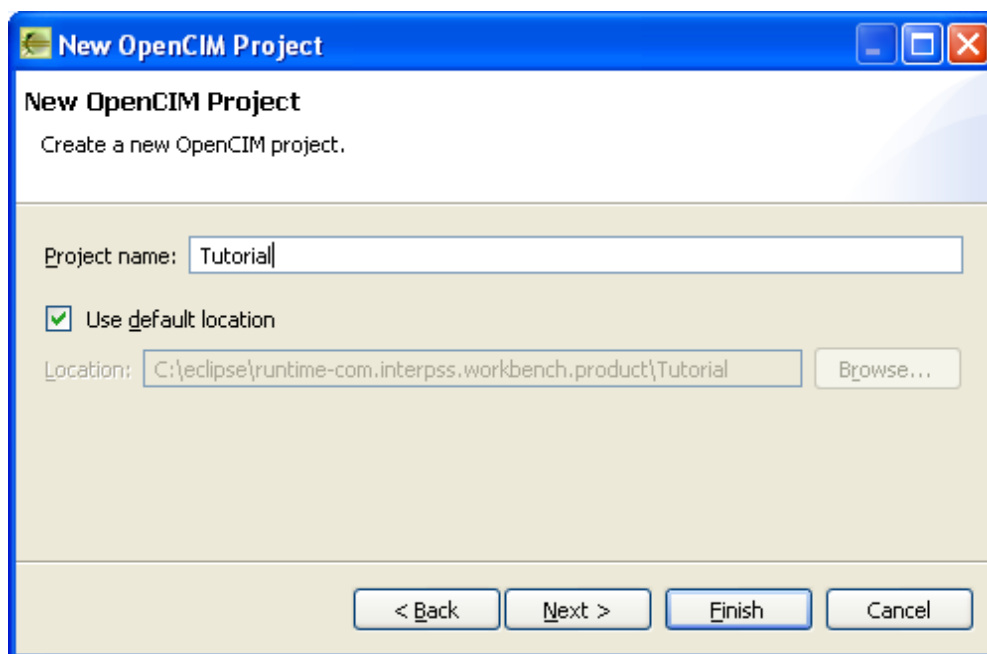 New OpenCIM Project
New OpenCIM Project
Create a new OpenCIM project.
Project name: Tutorial
Use default location
Location: C:\eclipse\runtime-com.interpss.workbench.product\Tutorial Browse...
< Back Next > Finish Cancel